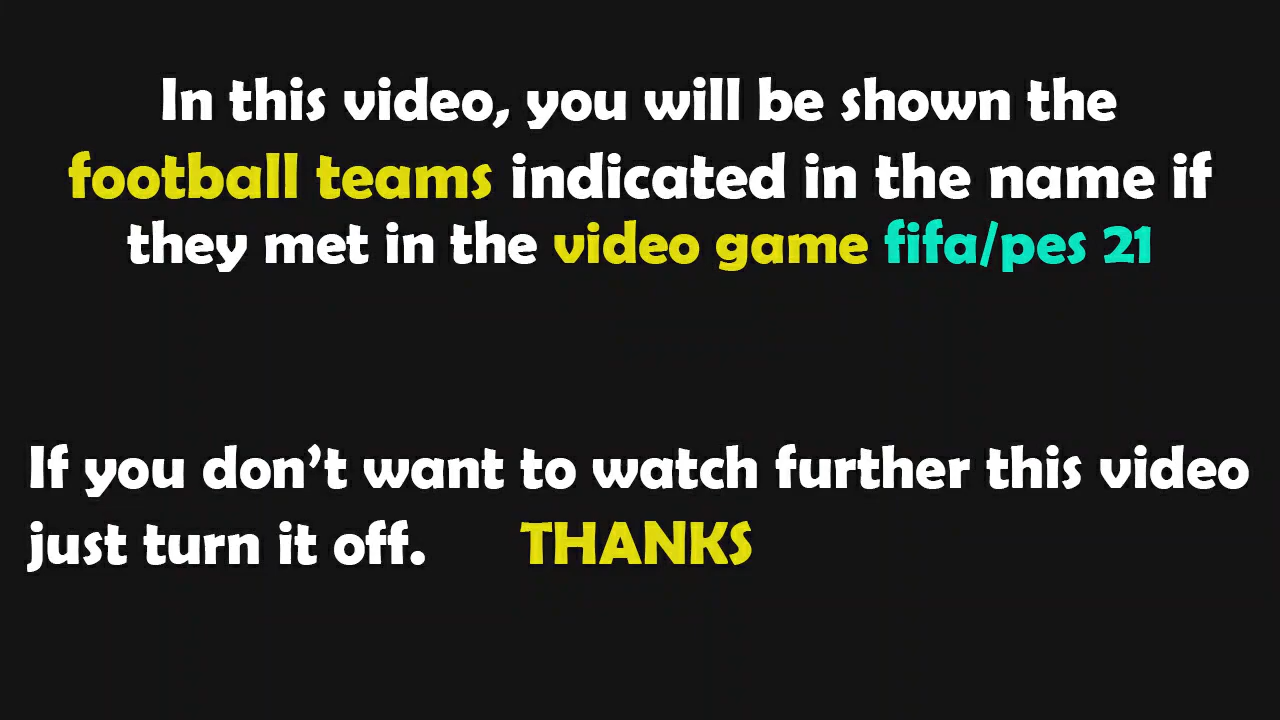 In this video, you will be shown the
football teams indicated in the name if
they met in the video game fifa/pes 21
If you don’t want to watch further this video
just turn it off. THANKS